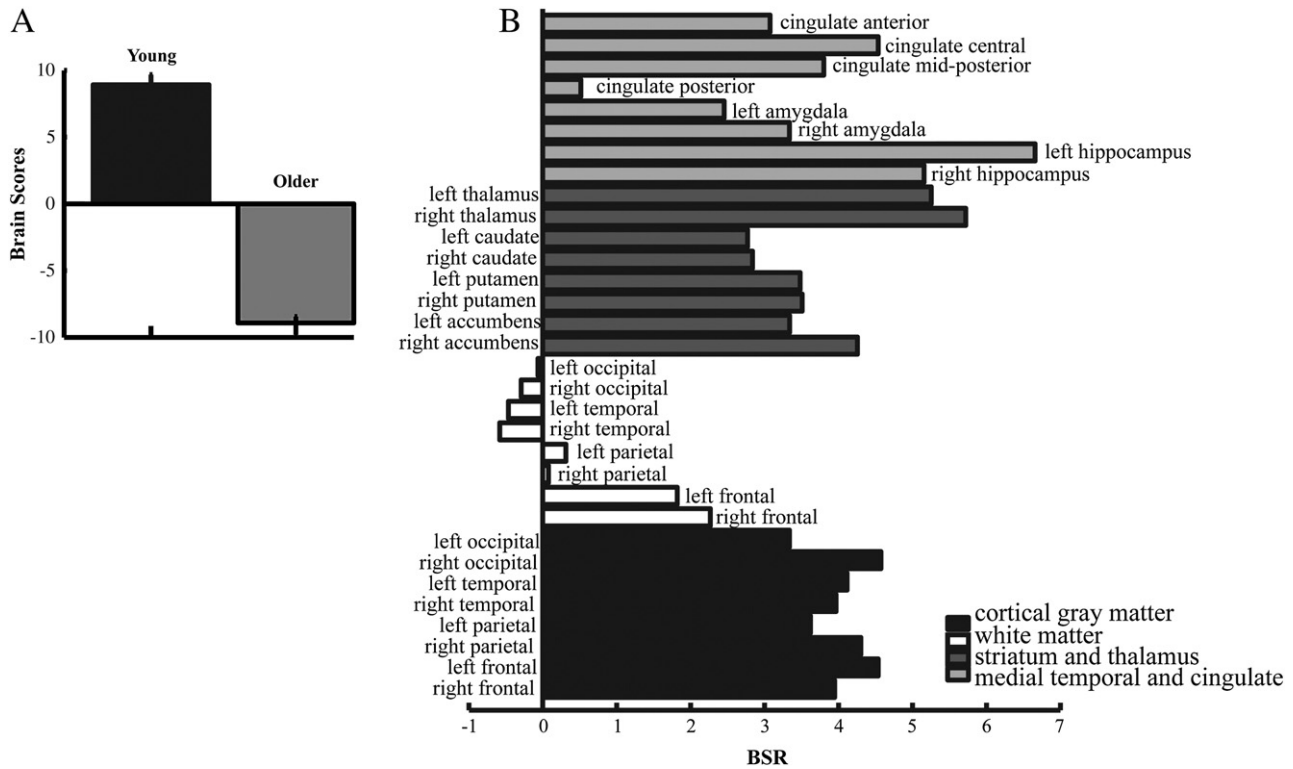 A
Young
10
5
0
-5
-10
Older
Brain Scores
B
cingulate anterior
cingulate central
cingulate mid-posterior
cingulate posterior
left amygdala
right amygdala
left hippocampus
right hippocampus
left thalamus
right thalamus
left caudate
right caudate
left putamen
right putamen
left accumbens
right accumbens
left occipital
right occipital
left temporal
right temporal
left parietal
right parietal
left frontal
right frontal
left occipital
right occipital
left temporal
right temporal
left parietal
right parietal
left frontal
right frontal
cortical gray matter
white matter
striatum and thalamus
medial temporal and cingulate
-1 0 1 2 3 4 5 6 7
BSR